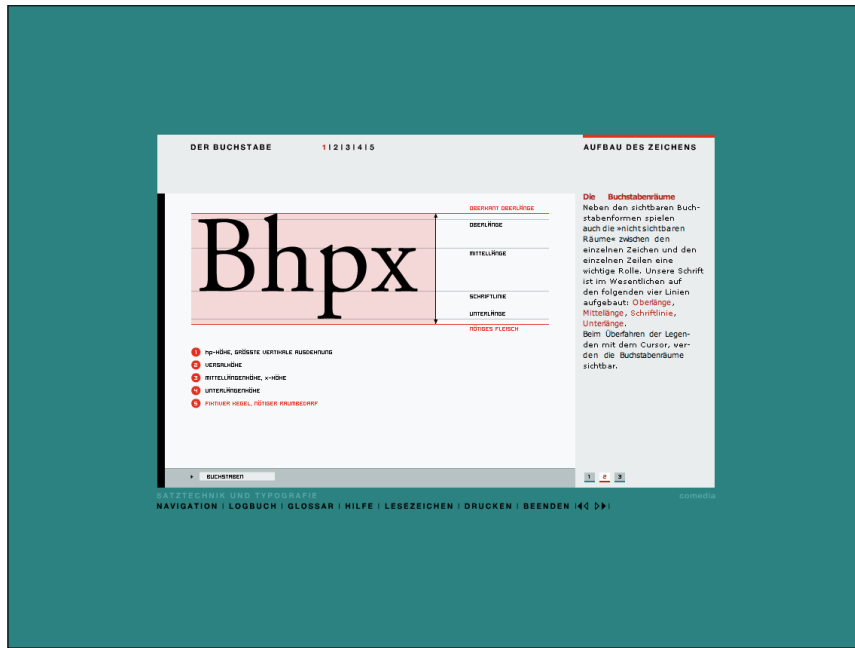 DER BUCHSTABE
1|2|3|4|5
AUFBAU DES ZEICHENS
OBERKANT OBERLÄNGE
OBERLÄNGE
MITTELLÄNGE
SCHRIFTLINIE
UNTERLÄNGE
NÖTIGES FLEISCH
Bhpx
1 hp-HÖHE, GRÖSSTE VERTIKALE AUSDEHNUNG
2 VERSALHÖHE
3 MITTELLÄNGENHÖHE, x-HÖHE
4 UNTERLÄNGENHÖHE
5 FIKTIVER KEGEL, NÖTIGER RAUMBEDARF
Die Buchstabenräume
Neben den sichtbaren Buch-
stabenformen spielen
auch die »nicht sichtbaren
Räume« zwischen den
einzelnen Zeichen und den
einzelnen Zeilen eine
wichtige Rolle. Unsere Schrift
ist im Wesentlichen auf
den folgenden vier Linien
aufgebaut: Oberlänge,
Mittellänge, Schriftlinie,
Unterlänge.
Beim Überfahren der Legen-
den mit dem Cursor, ver-
den die Buchstabenräume
sichtbar.
BUCHSTABEN
1 2 3
SATZTECHNIK UND TYPOGRAFIE
comedia
NAVIGATION | LOGBUCH | GLOSSAR | HILFE | LESEZEICHEN | DRUCKEN | BEENDEN